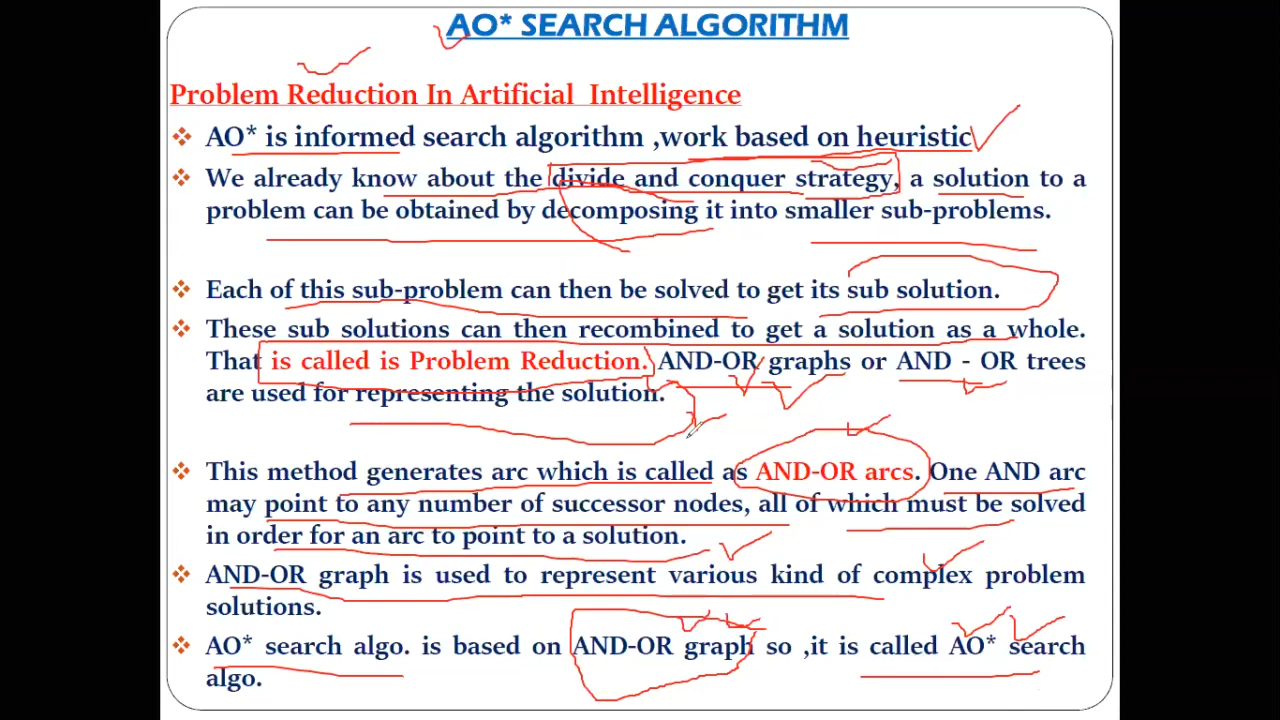 AO* SEARCH ALGORITHM
Problem Reduction In Artificial Intelligence
AO* is informed search algorithm ,work based on heuristic
We already know about the divide and conquer strategy, a solution to a
problem can be obtained by decomposing it into smaller sub-problems.
Each of this sub-problem can then be solved to get its sub solution.
These sub solutions can then recombined to get a solution as a whole.
That is called is Problem Reduction. AND-OR graphs or AND - OR trees
are used for representing the solution.
This method generates arc which is called as AND-OR arcs. One AND arc
may point to any number of successor nodes, all of which must be solved
in order for an arc to point to a solution.
AND-OR graph is used to represent various kind of complex problem
solutions.
AO* search algo. is based on AND-OR graph so ,it is called AO* search
algo.